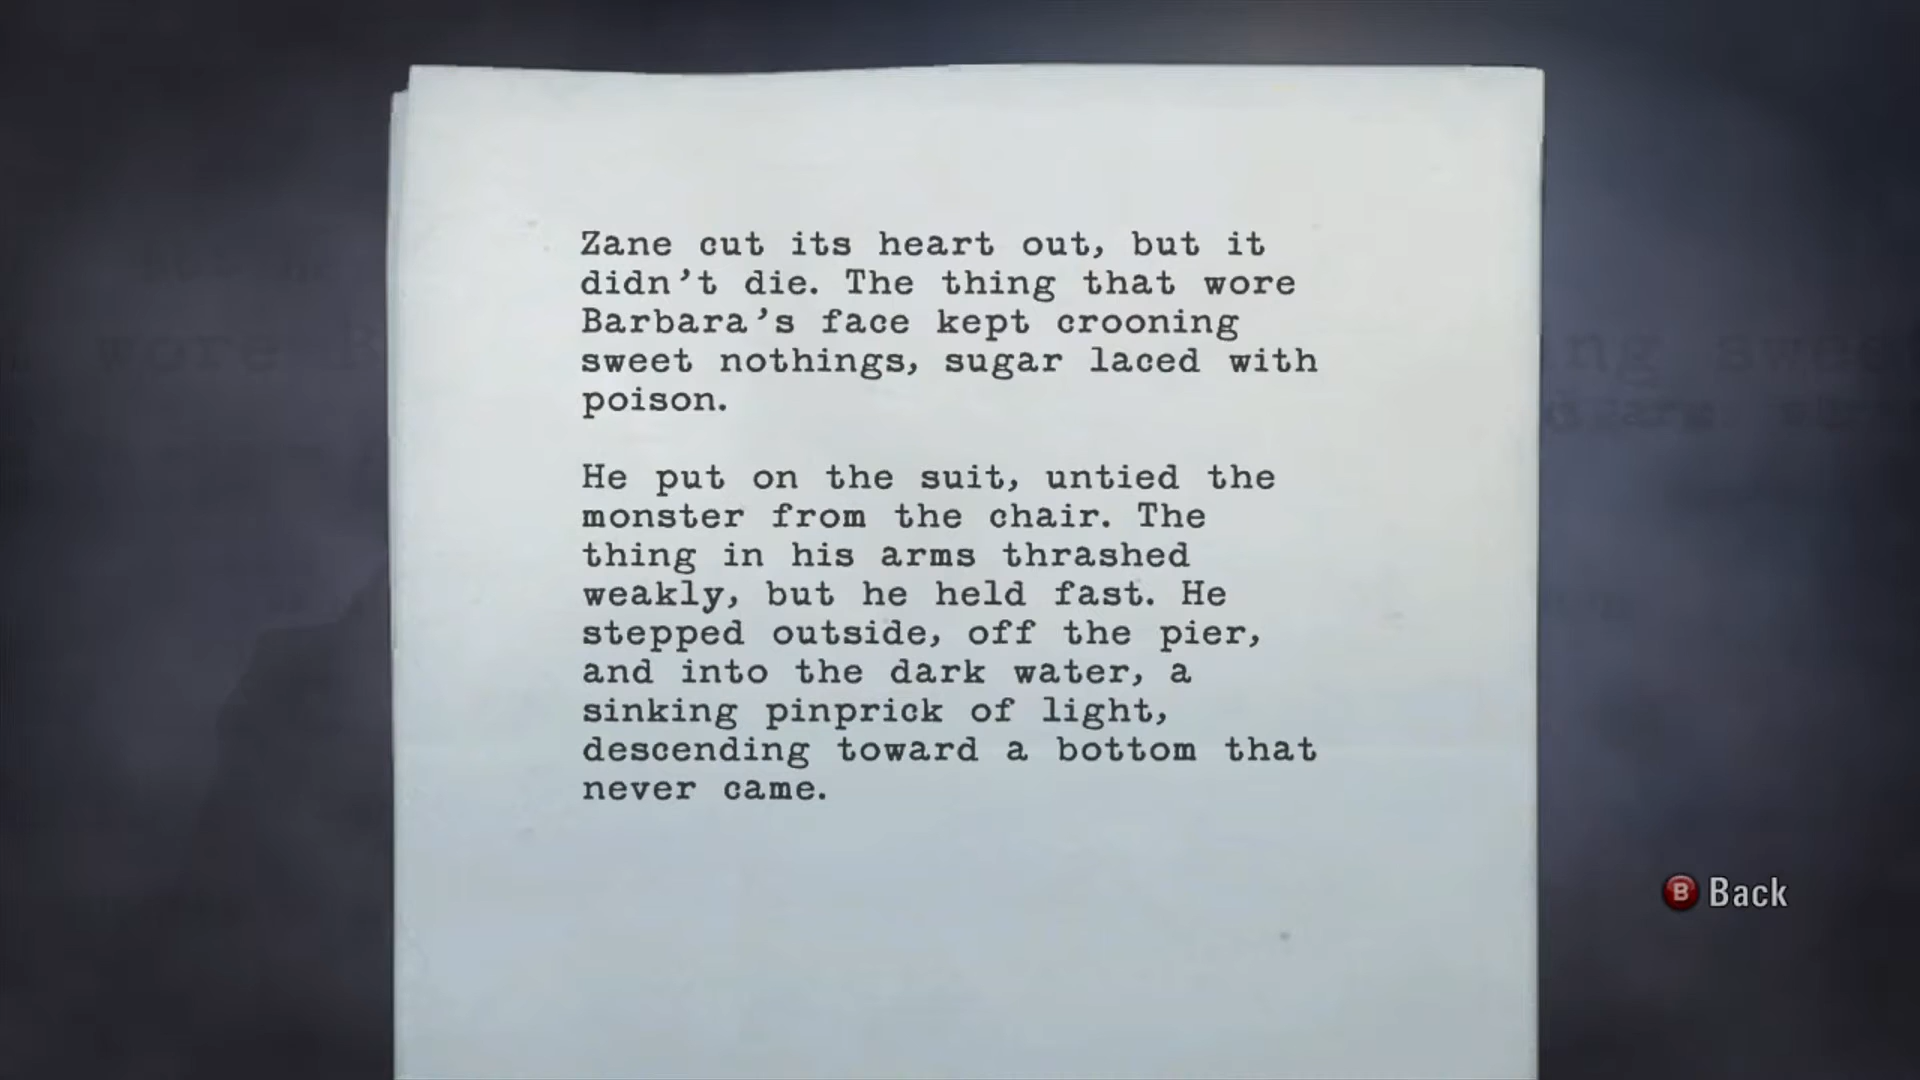 Zane cut its heart out, but it
didn't die. The thing that wore
Barbara's face kept crooning
sweet nothings, sugar laced with
poison.
He put on the suit, untied the
monster from the chair. The
thing in his arms thrashed
weakly, but he held fast. He
stepped outside, off the pier,
and into the dark water, a
sinking pinprick of light,
descending toward a bottom that
never came.
B Back